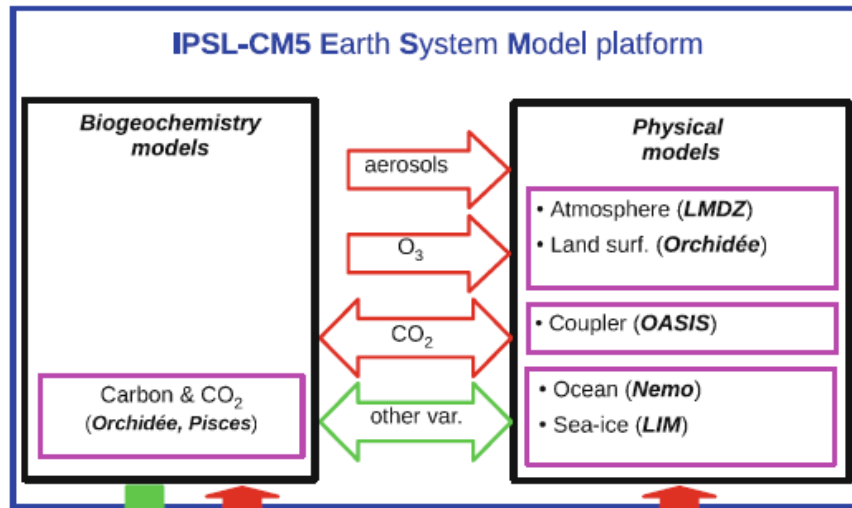 IPSL-CM5 Earth System Model platform
Biogeochemistry
models
Carbon & CO₂
(Orchidée, Pisces)
aerosols
O₃
CO₂
other var.
Physical
models
• Atmosphere (LMDZ)
• Land surf. (Orchidée)
• Coupler (OASIS)
• Ocean (Nemo)
• Sea-ice (LIM)